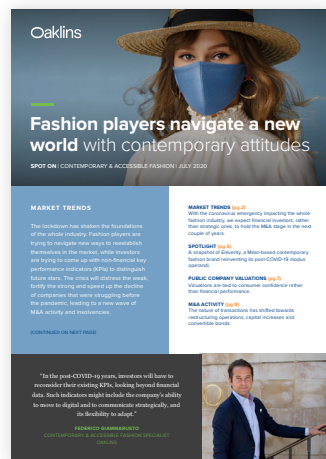 Oaklins
Fashion players navigate a new
world with contemporary attitudes
SPOT ON | CONTEMPORARY & ACCESSIBLE FASHION | JULY 2020
MARKET TRENDS
The lockdown has shaken the foundations
of the whole industry. Fashion players are
trying to navigate new ways to reestablish
themselves in the market, while investors
are trying to come up with non-financial key
performance indicators (KPIs) to distinguish
future stars. The crisis will distress the weak,
fortify the strong and speed up the decline
of companies that were struggling before
the pandemic, leading to a new wave of
M&A activity and insolvencies.
(CONTINUED ON NEXT PAGE)
MARKET TRENDS (pg.2)
With the coronavirus emergency impacting the whole
fashion industry, we expect financial investors, rather
than strategic ones, to hold the M&A stage in the next
couple of years.
SPOTLIGHT (pg.5)
A snapshot of Eleventy, a Milan-based contemporary
fashion brand reinventing its post-COVID-19 modus
operandi.
PUBLIC COMPANY VALUATIONS (pg.7)
Valuations are tied to consumer confidence rather
than financial performance.
M&A ACTIVITY (pg.8)
The nature of transactions has shifted towards
restructuring operations, capital increases and
convertible bonds.
"In the post-COVID-19 years, investors will have to
reconsider their existing KPIs, looking beyond financial
data. Such indicators might include the company's ability
to move to digital and to communicate strategically, and
its flexibility to adapt."
FEDERICO GIAMMARUSTO
CONTEMPORARY & ACCESSIBLE FASHION SPECIALIST
OAKLINS